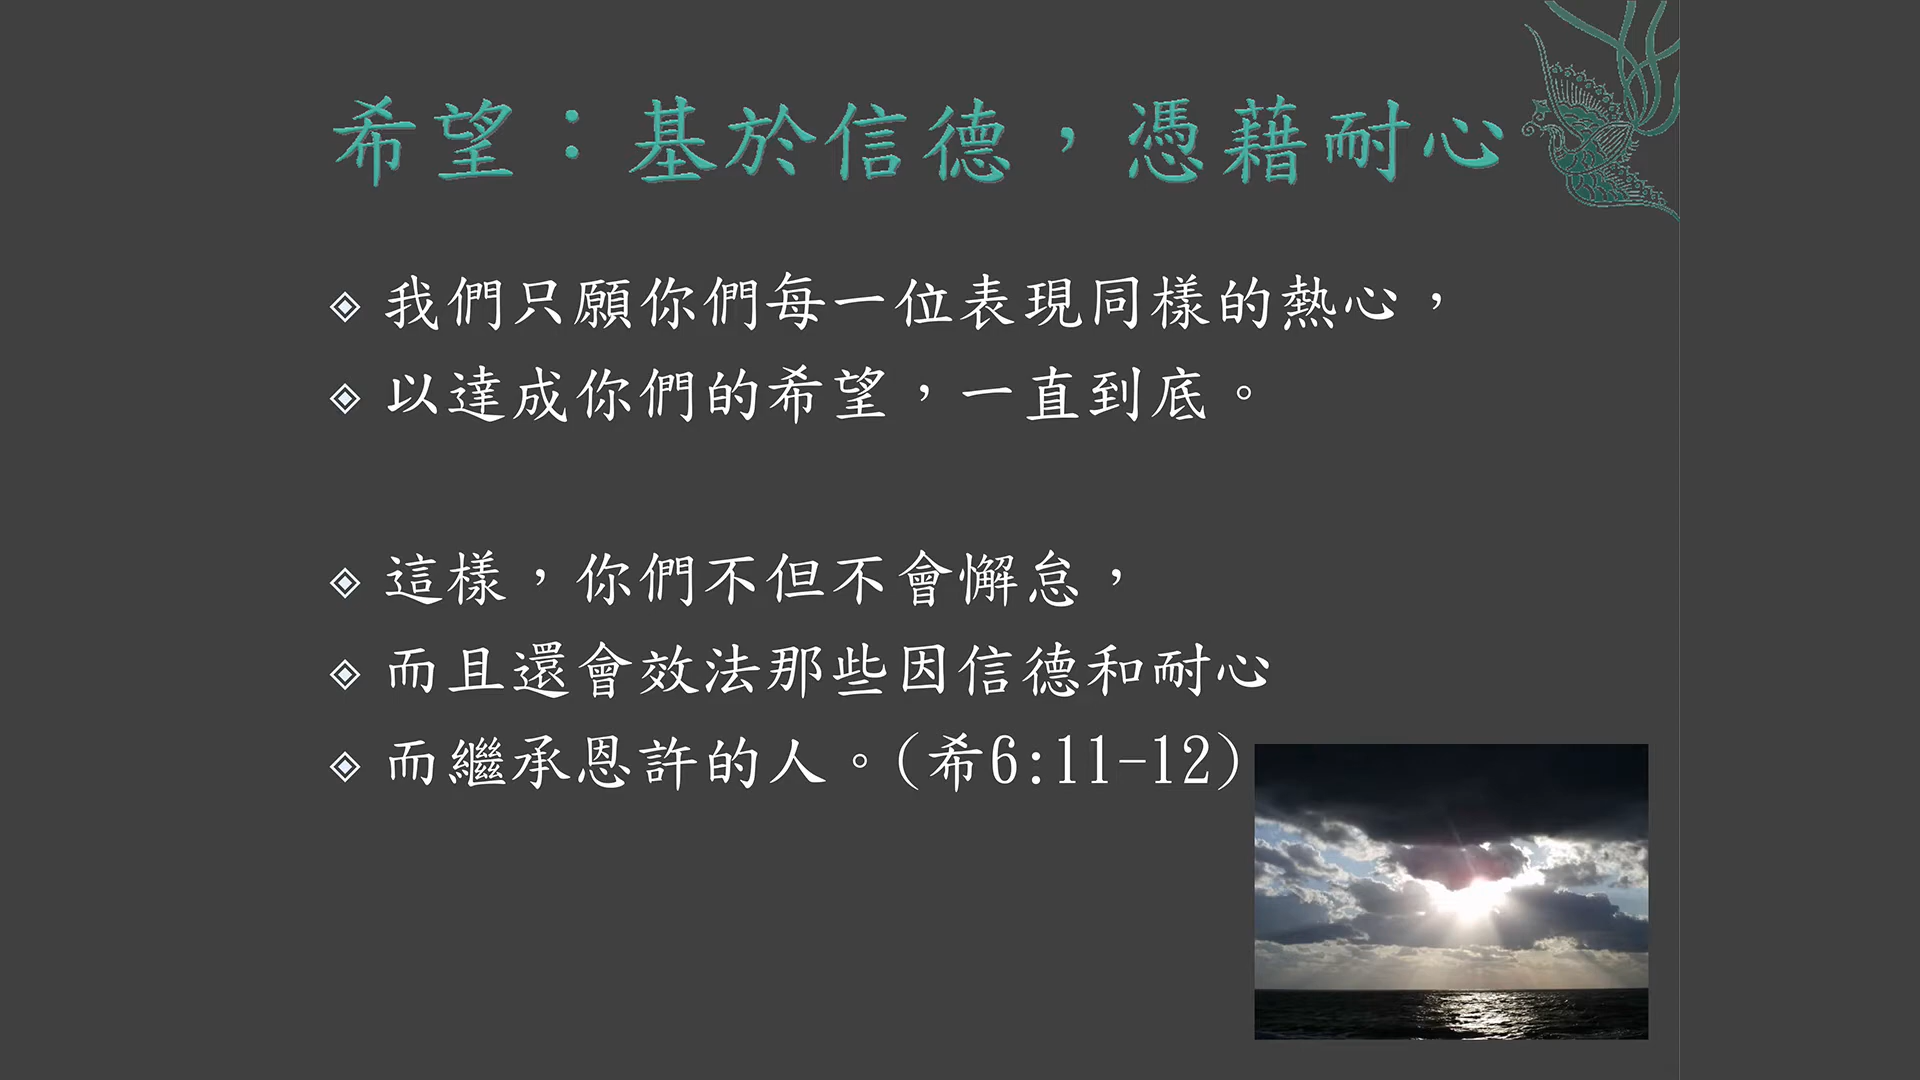 希望：基於信德，憑藉耐心
我們只願你們每一位表現同樣的熱心，
以達成你們的希望，一直到底。
這樣，你們不但不會懈怠，
而且還會效法那些因信德和耐心
而繼承恩許的人。(希6:11-12)